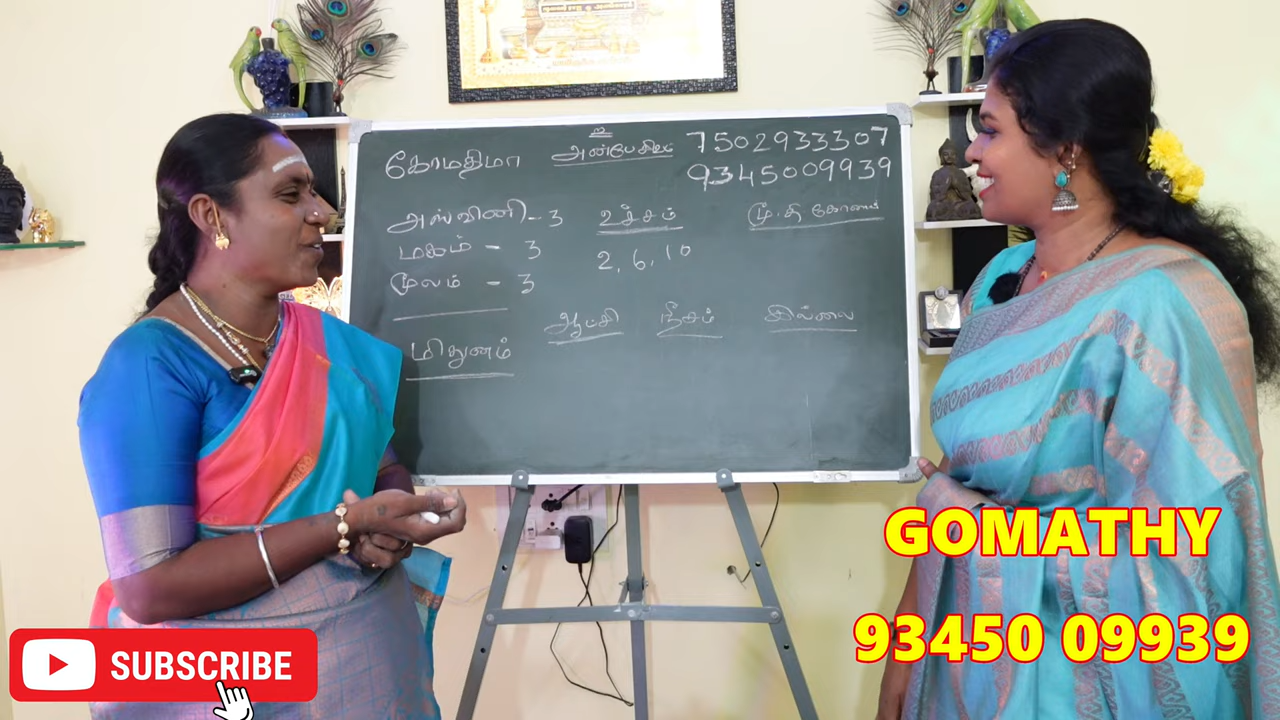 உ
கோமதிமா அன்பேசிவம் 7502933307
9345009939
அஸ்வினி - 3 உச்சம்
மகம் - 3 2, 6, 10
மூலம் - 3
ஆட்சி நீசம் இல்லை
மிதுனம்
GOMATHY
93450 09939
SUBSCRIBE